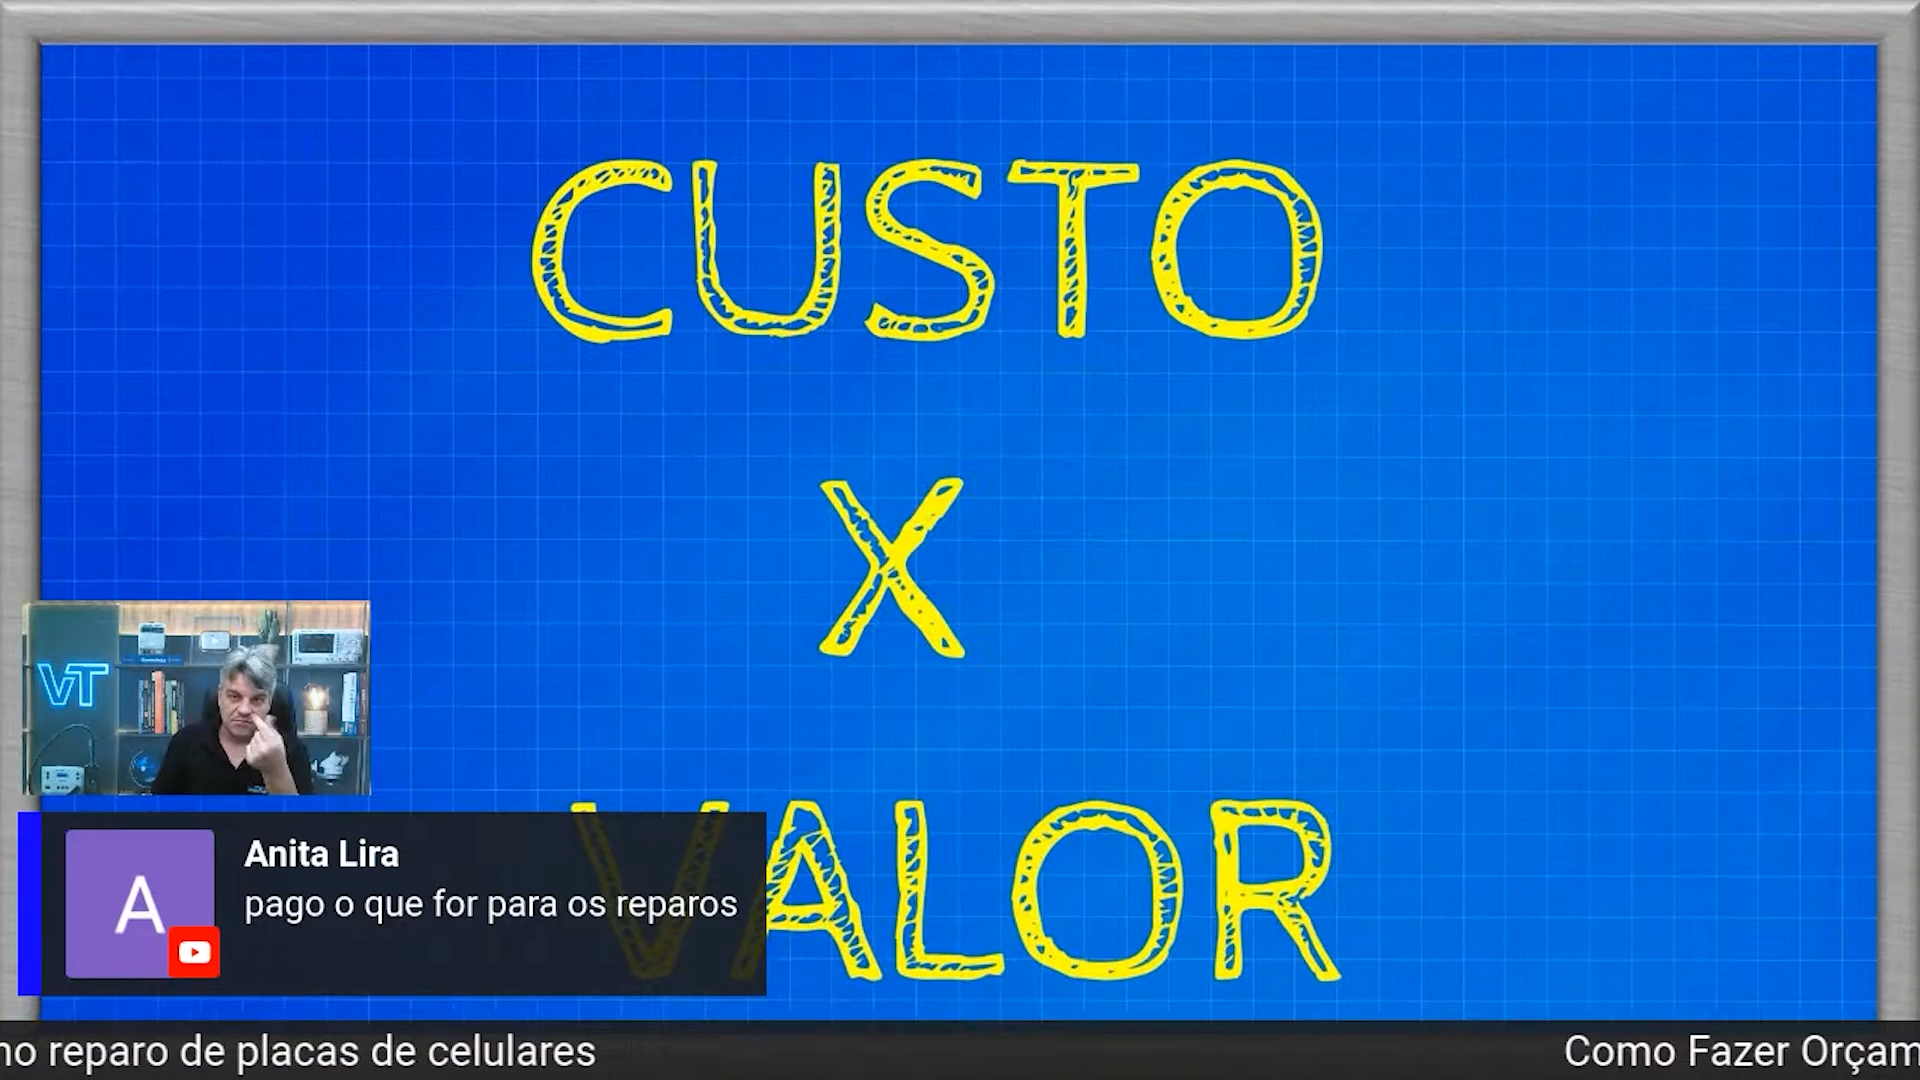 CUSTO
X
VALOR
VT
Anita Lira
A
pago o que for para os reparos
no reparo de placas de celulares
Como Fazer Orçam